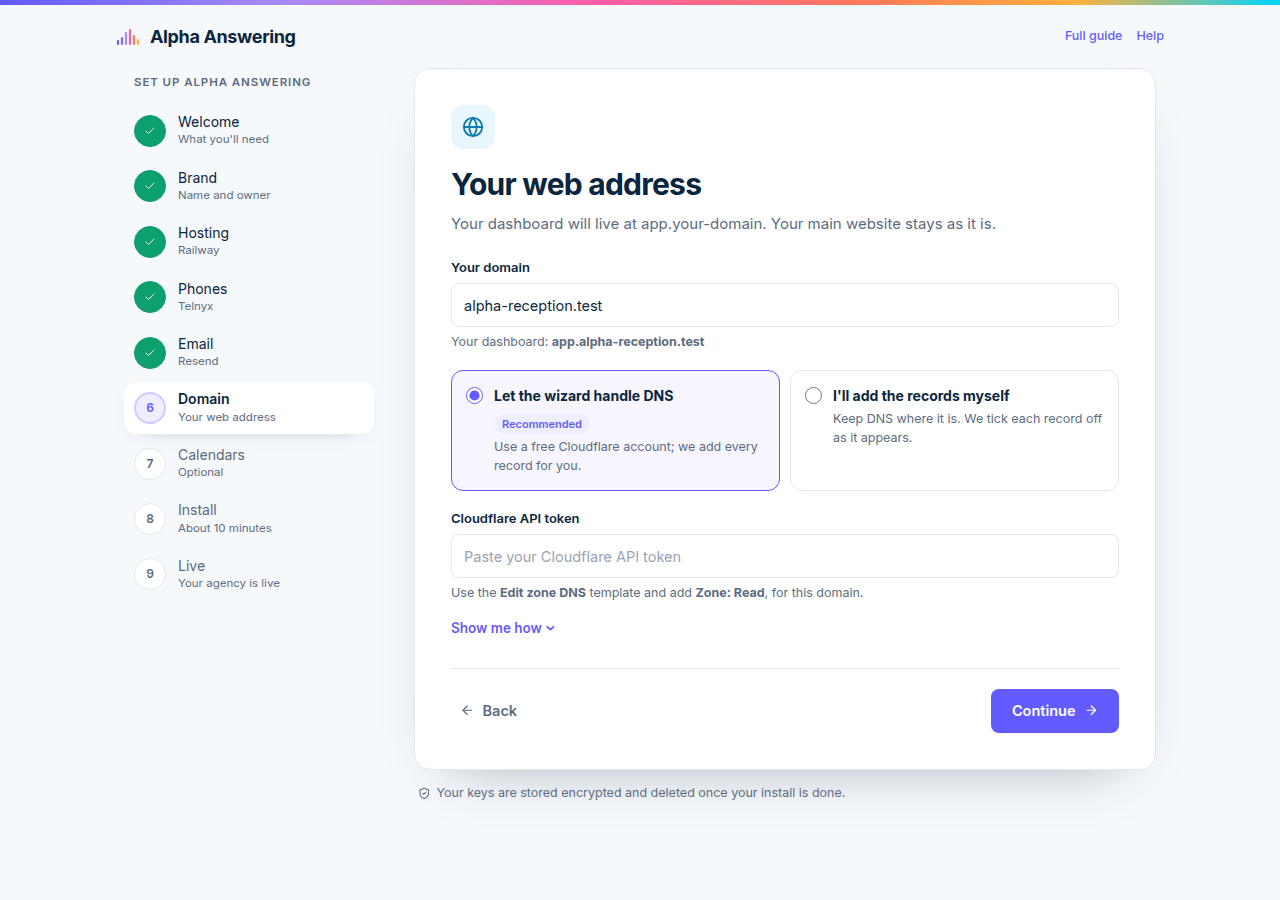 Alpha Answering
Full guide
Help
SET UP ALPHA ANSWERING
Welcome
What you'll need
Brand
Name and owner
Hosting
Railway
Phones
Telnyx
Email
Resend
6
Domain
Your web address
7
Calendars
Optional
8
Install
About 10 minutes
9
Live
Your agency is live
Your web address
Your dashboard will live at app.your-domain. Your main website stays as it is.
Your domain
alpha-reception.test
Your dashboard: app.alpha-reception.test
Let the wizard handle DNS
Recommended
Use a free Cloudflare account; we add every
record for you.
I'll add the records myself
Keep DNS where it is. We tick each record off
as it appears.
Cloudflare API token
Paste your Cloudflare API token
Use the Edit zone DNS template and add Zone: Read, for this domain.
Show me how
Back
Continue
Your keys are stored encrypted and deleted once your install is done.